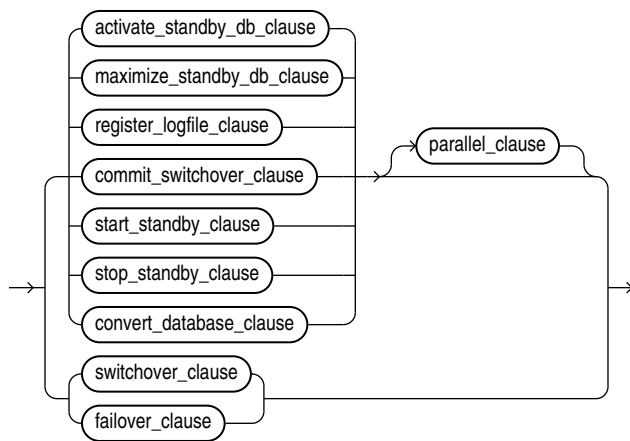 activate_standby_db_clause
maximize_standby_db_clause
register_logfile_clause
parallel_clause
commit_switchover_clause
start_standby_clause
stop_standby_clause
convert_database_clause
switchover_clause
failover_clause